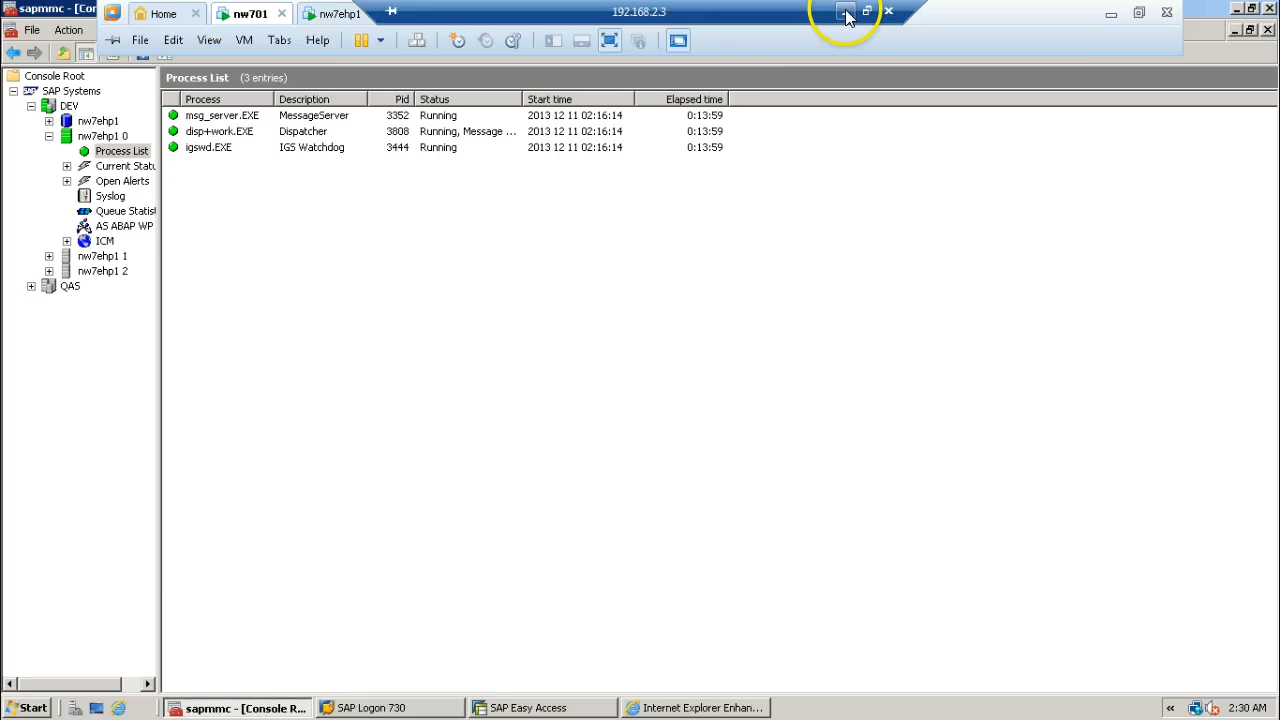 sapmmc - [Con
Home
nw701
nw7ehp1
192.168.2.3
File Action
File Edit View VM Tabs Help
Console Root
SAP Systems
DEV
nw7ehp1
nw7ehp1 0
Process List
Current Statu
Open Alerts
Syslog
Queue Statist
AS ABAP WP
ICM
nw7ehp1 1
nw7ehp1 2
QAS
Process List (3 entries)
Process Description Pid Status Start time Elapsed time
msg_server.EXE MessageServer 3352 Running 2013 12 11 02:16:14 0:13:59
disp+work.EXE Dispatcher 3808 Running, Message ... 2013 12 11 02:16:14 0:13:59
igswd.EXE IGS Watchdog 3444 Running 2013 12 11 02:16:14 0:13:59
Start
sapmmc - [Console R...
SAP Logon 730
SAP Easy Access
Internet Explorer Enhan...
2:30 AM